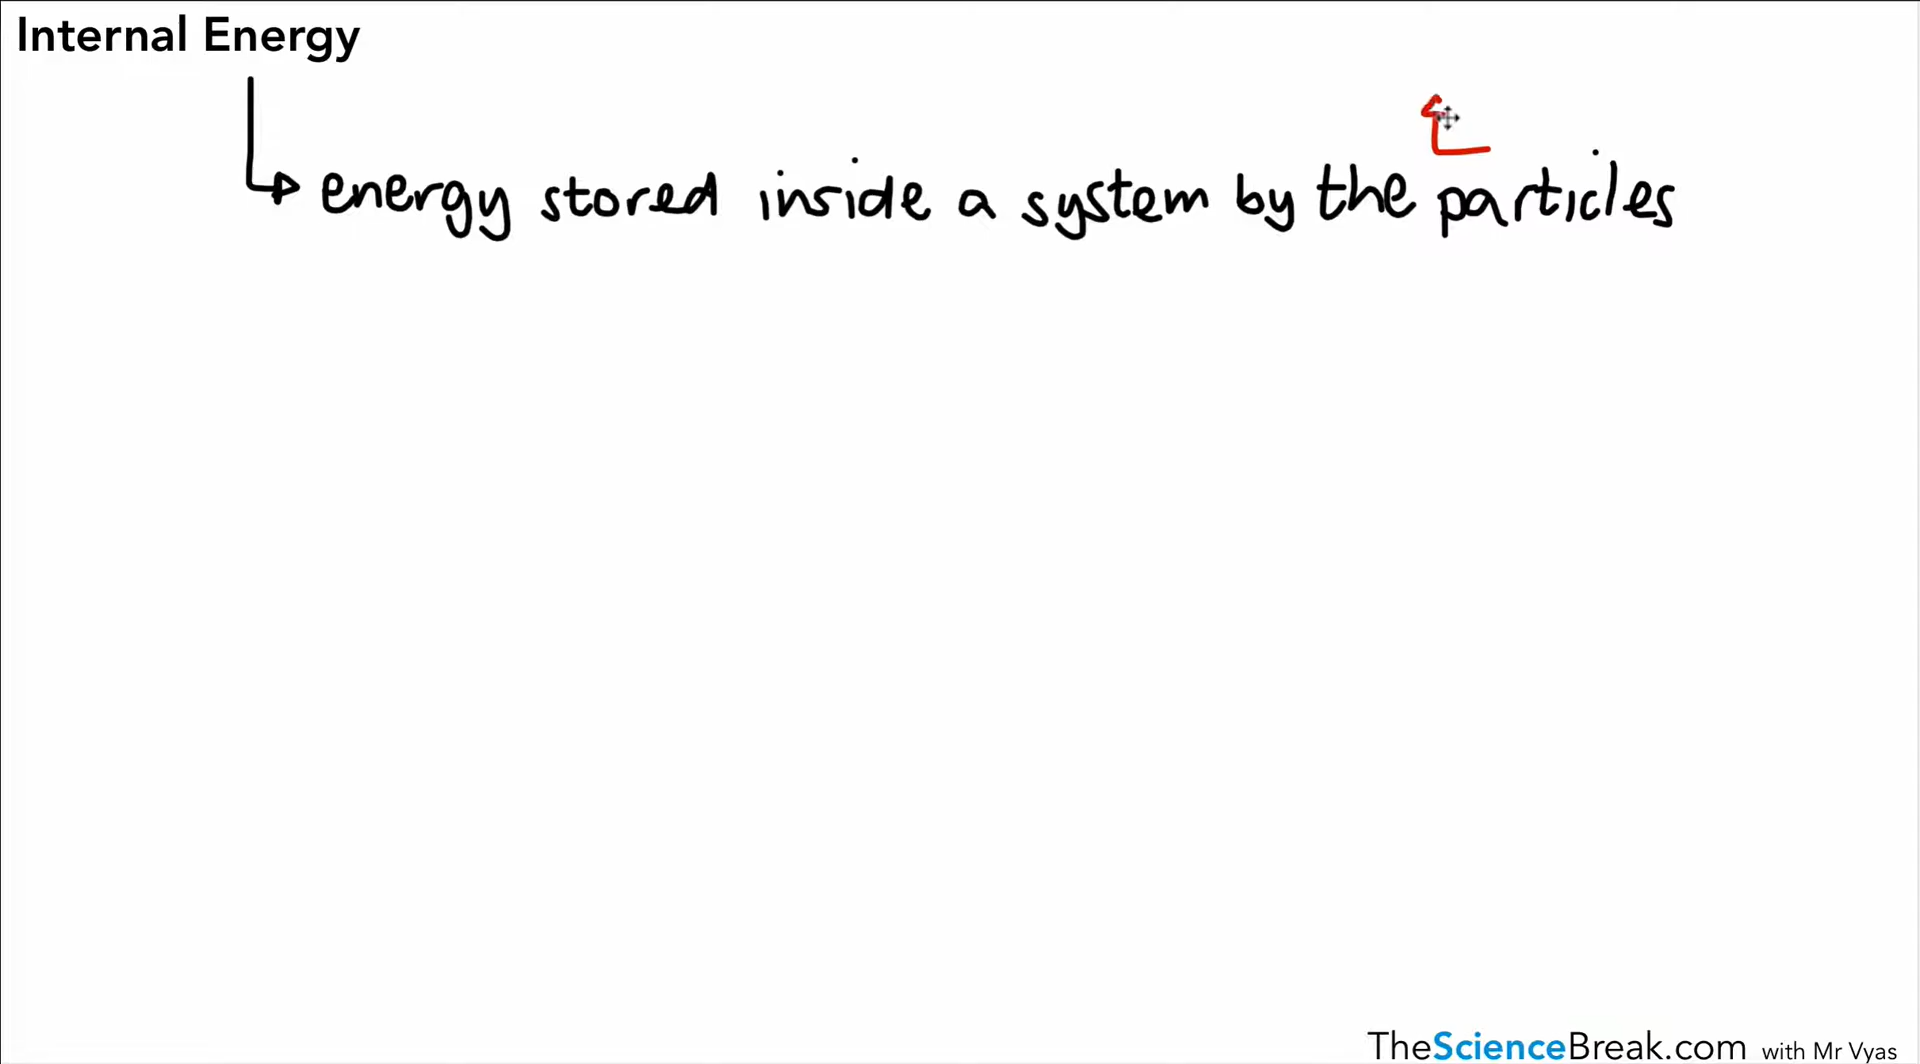 Internal Energy
energy stored inside a system by the particles
TheScienceBreak.com with Mr Vyas